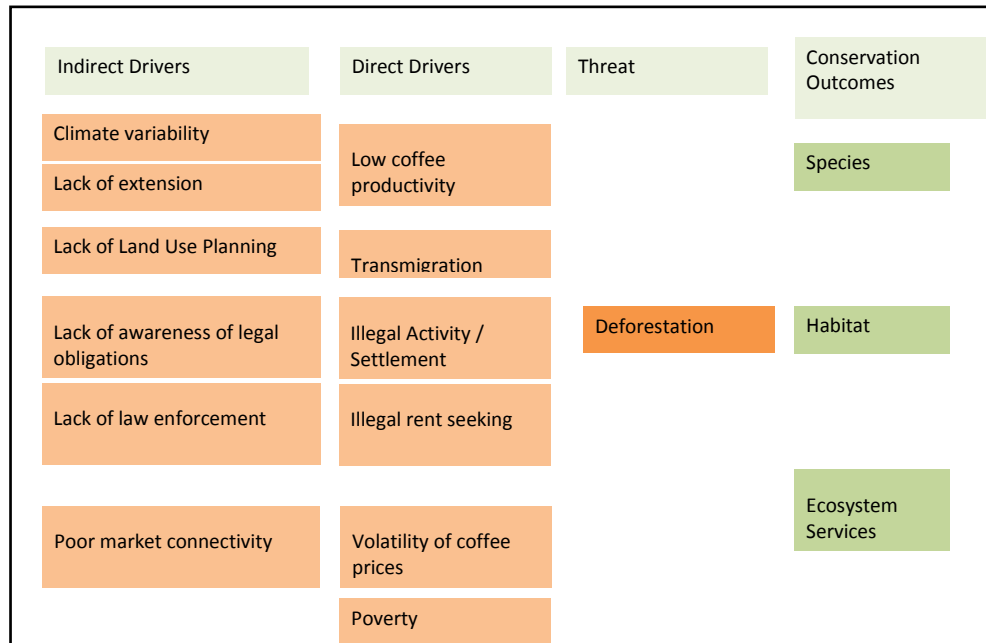 Indirect Drivers
Direct Drivers
Threat
Conservation
Outcomes
Climate variability
Lack of extension
Low coffee
productivity
Species
Lack of Land Use Planning
Transmigration
Lack of awareness of legal
obligations
Illegal Activity /
Settlement
Deforestation
Habitat
Lack of law enforcement
Illegal rent seeking
Poor market connectivity
Volatility of coffee
prices
Ecosystem
Services
Poverty